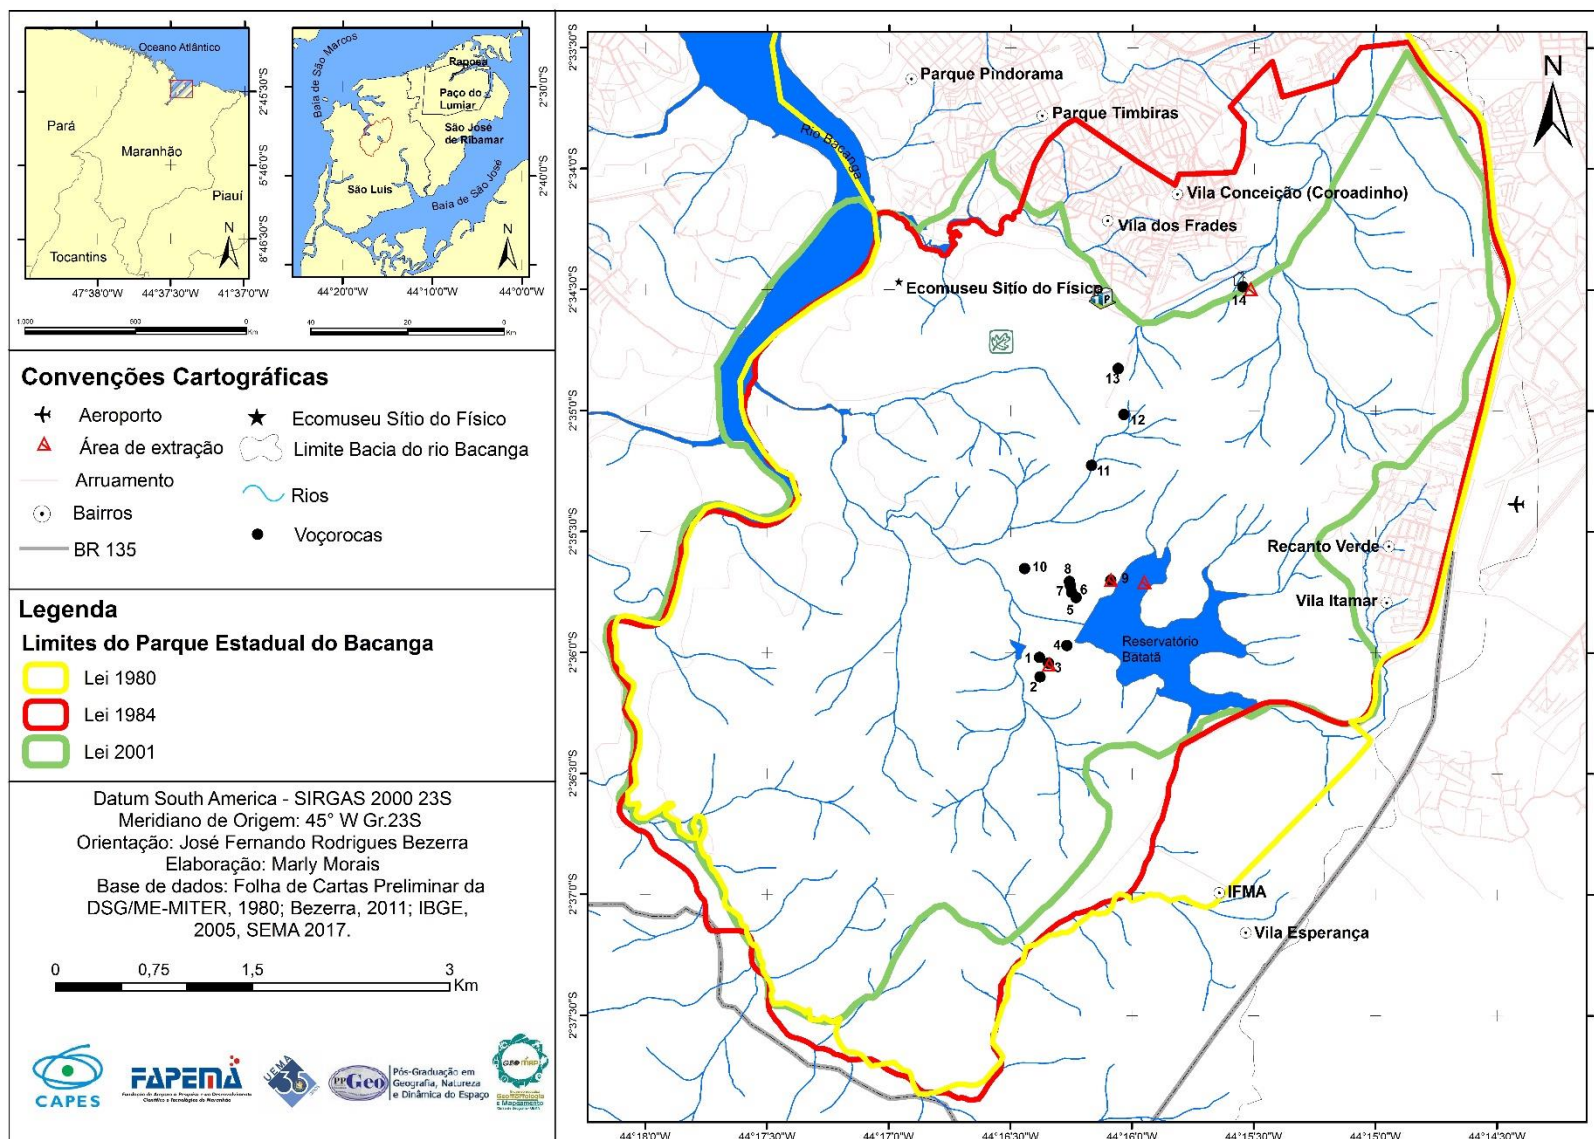 Oceano Atlântico
Pará
Maranhão
Piauí
Tocantins
N
2°45'30"S
5°46'0"S
8°46'30"S
47°38'0"W
44°37'30"W
41°37'0"W
1.000
500
0
Km
Baía de São Marcos
Raposa
Paço do
Lumiar
São José
de Ribamar
São Luis
Baía de São José
N
2°30'0"S
2°40'0"S
44°20'0"W
44°10'0"W
44°0'0"W
40
20
0
Km
Convenções Cartográficas
Aeroporto
Área de extração
Arruamento
Bairros
BR 135
Ecomuseu Sítio do Físico
Limite Bacia do rio Bacanga
Rios
Voçorocas
Legenda
Limites do Parque Estadual do Bacanga
Lei 1980
Lei 1984
Lei 2001
Datum South America - SIRGAS 2000 23S
Meridiano de Origem: 45° W Gr.23S
Orientação: José Fernando Rodrigues Bezerra
Elaboração: Marly Morais
Base de dados: Folha de Cartas Preliminar da
DSG/ME-MITER, 1980; Bezerra, 2011; IBGE,
2005, SEMA 2017.
0
0,75
1,5
3
Km
CAPES
FAPEMA
UEMA
35
PPGeo
Pós-Graduação em
Geografia, Natureza
e Dinâmica do Espaço
2°33'30"S
2°34'0"S
2°34'30"S
2°35'0"S
2°35'30"S
2°36'0"S
2°36'30"S
2°37'0"S
2°37'30"S
Parque Pindorama
Parque Timbiras
Rio Bacanga
Vila Conceição (Coroadinho)
Vila dos Frades
Ecomuseu Sítio do Físico
P
14
13
12
11
Recanto Verde
10
8
9
7
6
5
Vila Itamar
4
Reservatório
Batatã
1
3
2
IFMA
Vila Esperança
N
44°18'0"W
44°17'30"W
44°17'0"W
44°16'30"W
44°16'0"W
44°15'30"W
44°15'0"W
44°14'30"W